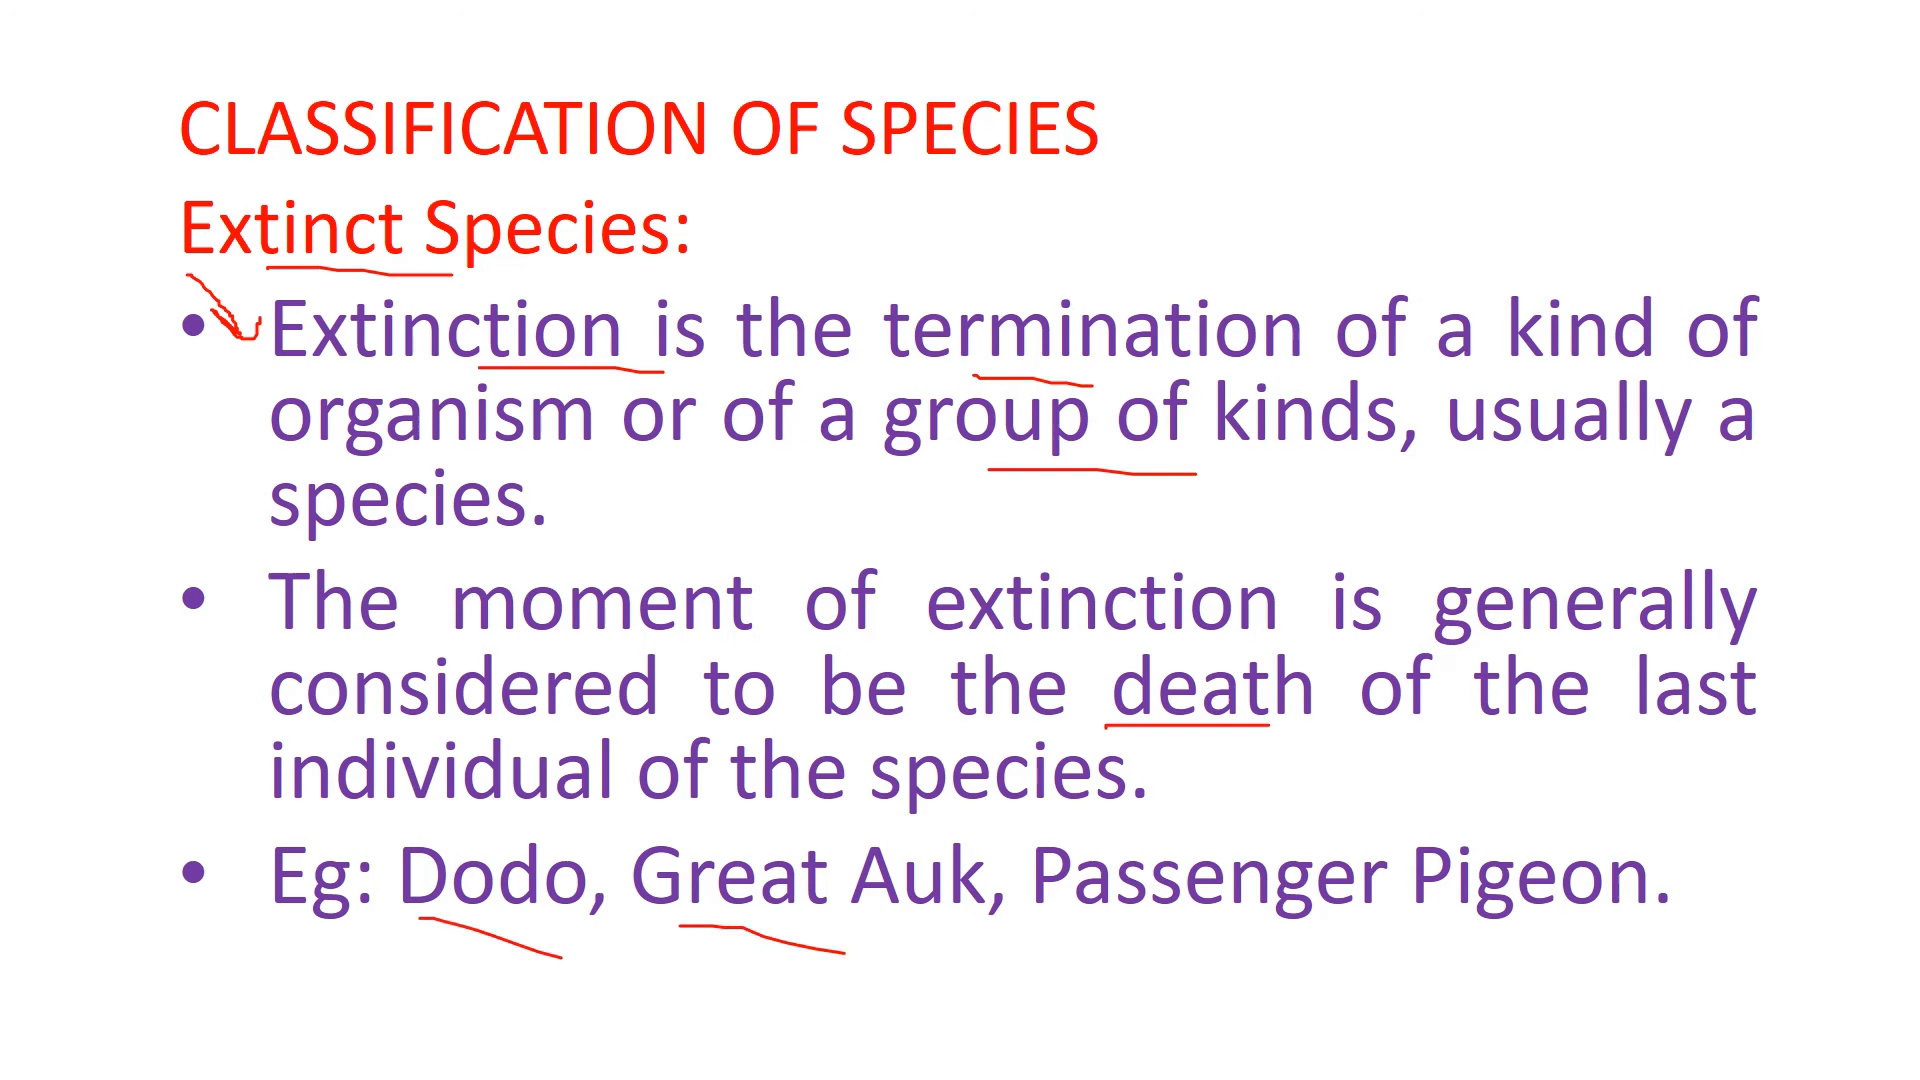 CLASSIFICATION OF SPECIES
Extinct Species:
• Extinction is the termination of a kind of
organism or of a group of kinds, usually a
species.
• The moment of extinction is generally
considered to be the death of the last
individual of the species.
• Eg: Dodo, Great Auk, Passenger Pigeon.